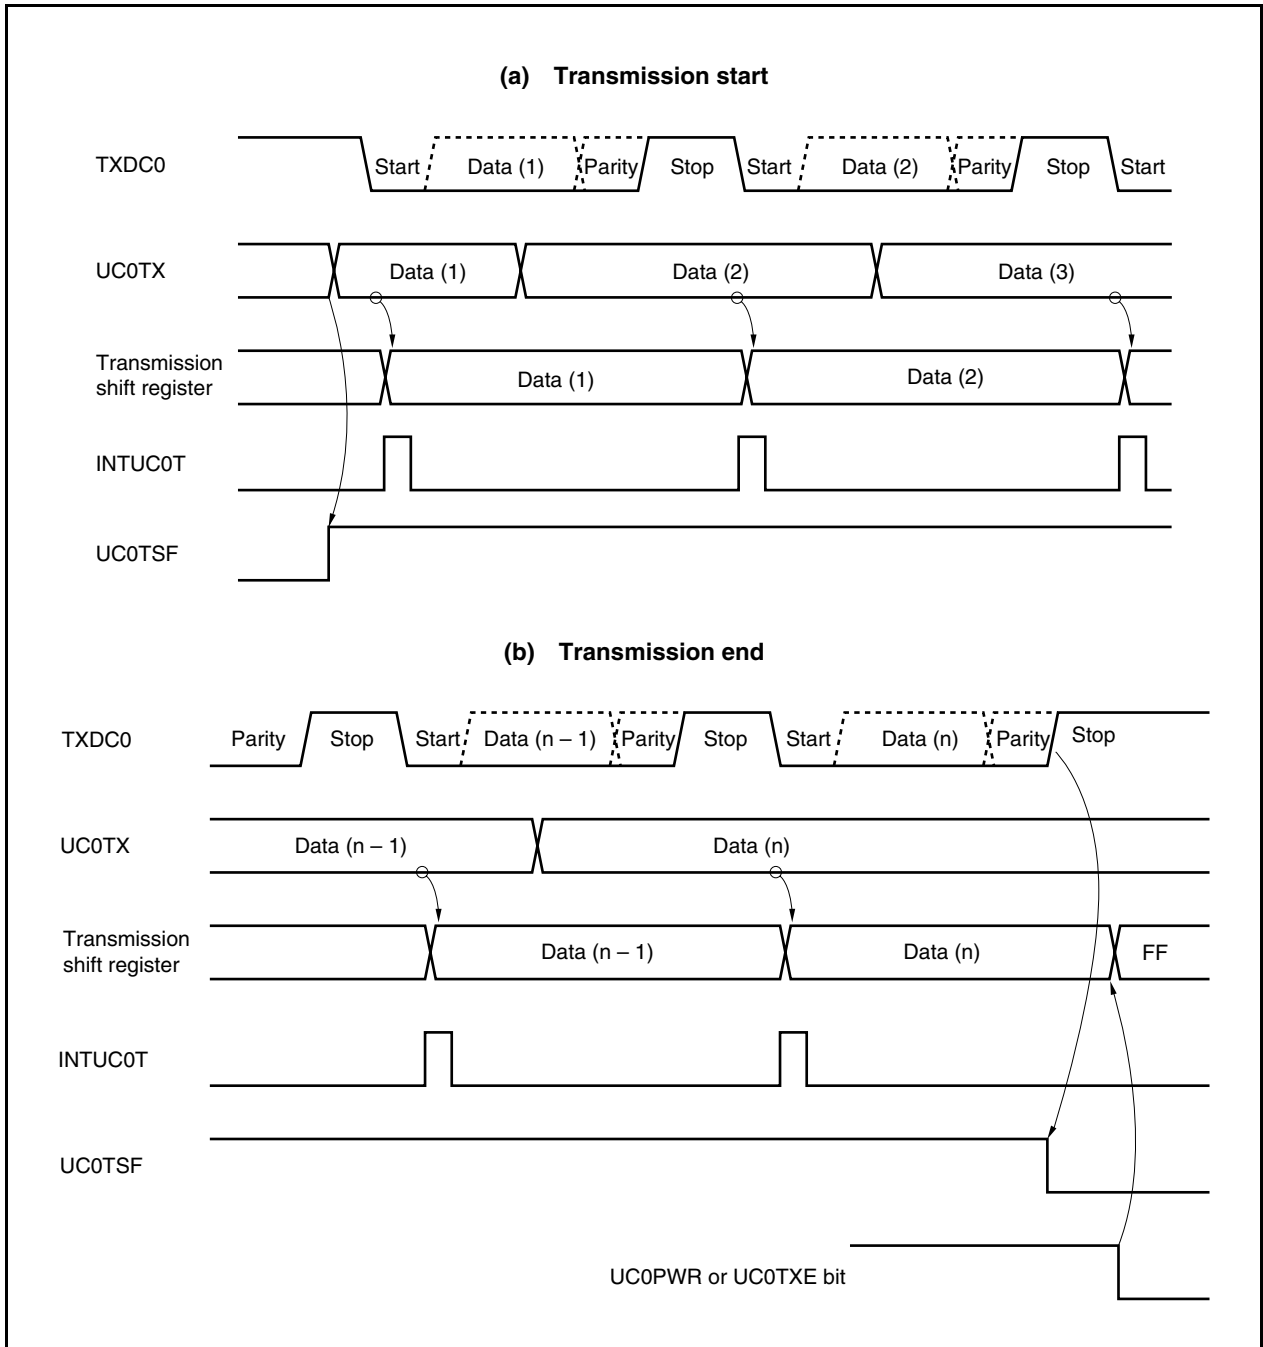 (a) Transmission start
TXDC0
Start Data (1) Parity Stop Start Data (2) Parity Stop Start
UC0TX
Data (1) Data (2) Data (3)
Transmission
shift register
Data (1) Data (2)
INTUC0T
UC0TSF
(b) Transmission end
TXDC0
Parity Stop Start Data (n – 1) Parity Stop Start Data (n) Parity Stop
UC0TX
Data (n – 1) Data (n)
Transmission
shift register
Data (n – 1) Data (n) FF
INTUC0T
UC0TSF
UC0PWR or UC0TXE bit